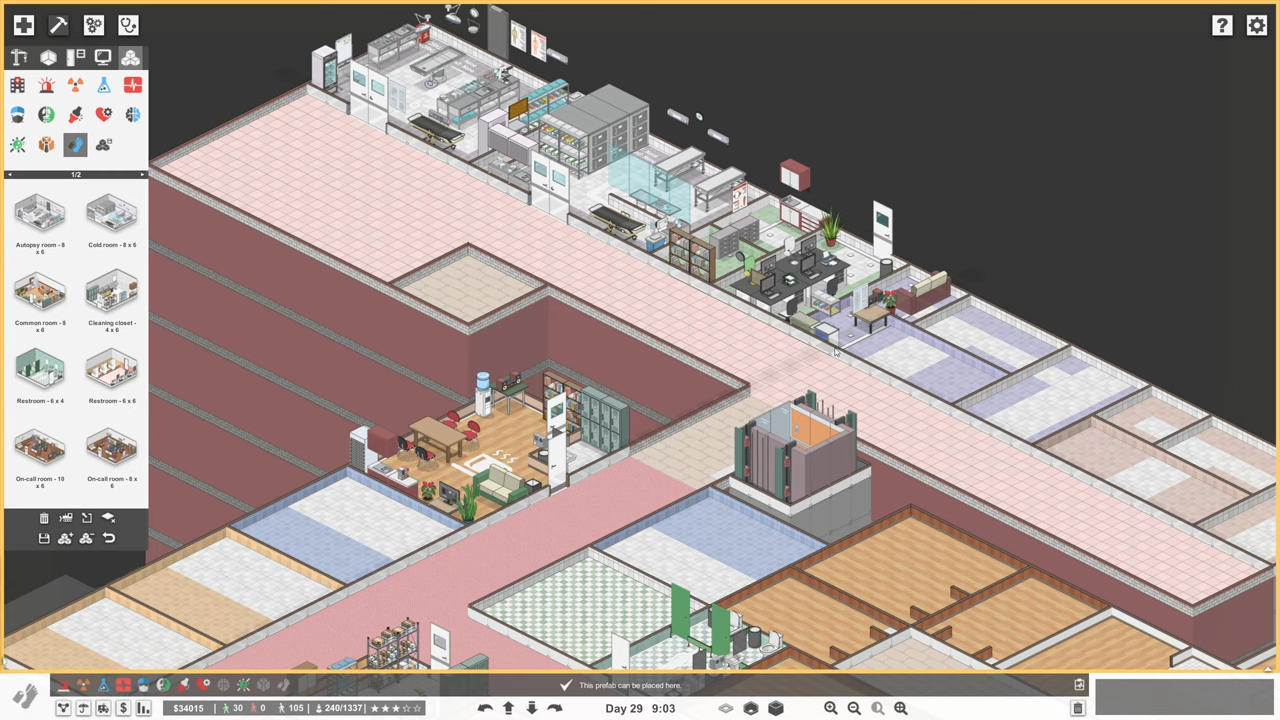 1/2
Autopsy room - 8 x 6
Cold room - 8 x 6
Common room - 8 x 6
Cleaning closet - 4 x 6
Restroom - 6 x 4
Restroom - 6 x 6
On-call room - 10 x 6
On-call room - 8 x 6
This prefab can be placed here.
$34015
30
0
105
240/1337
Day 29 9:03